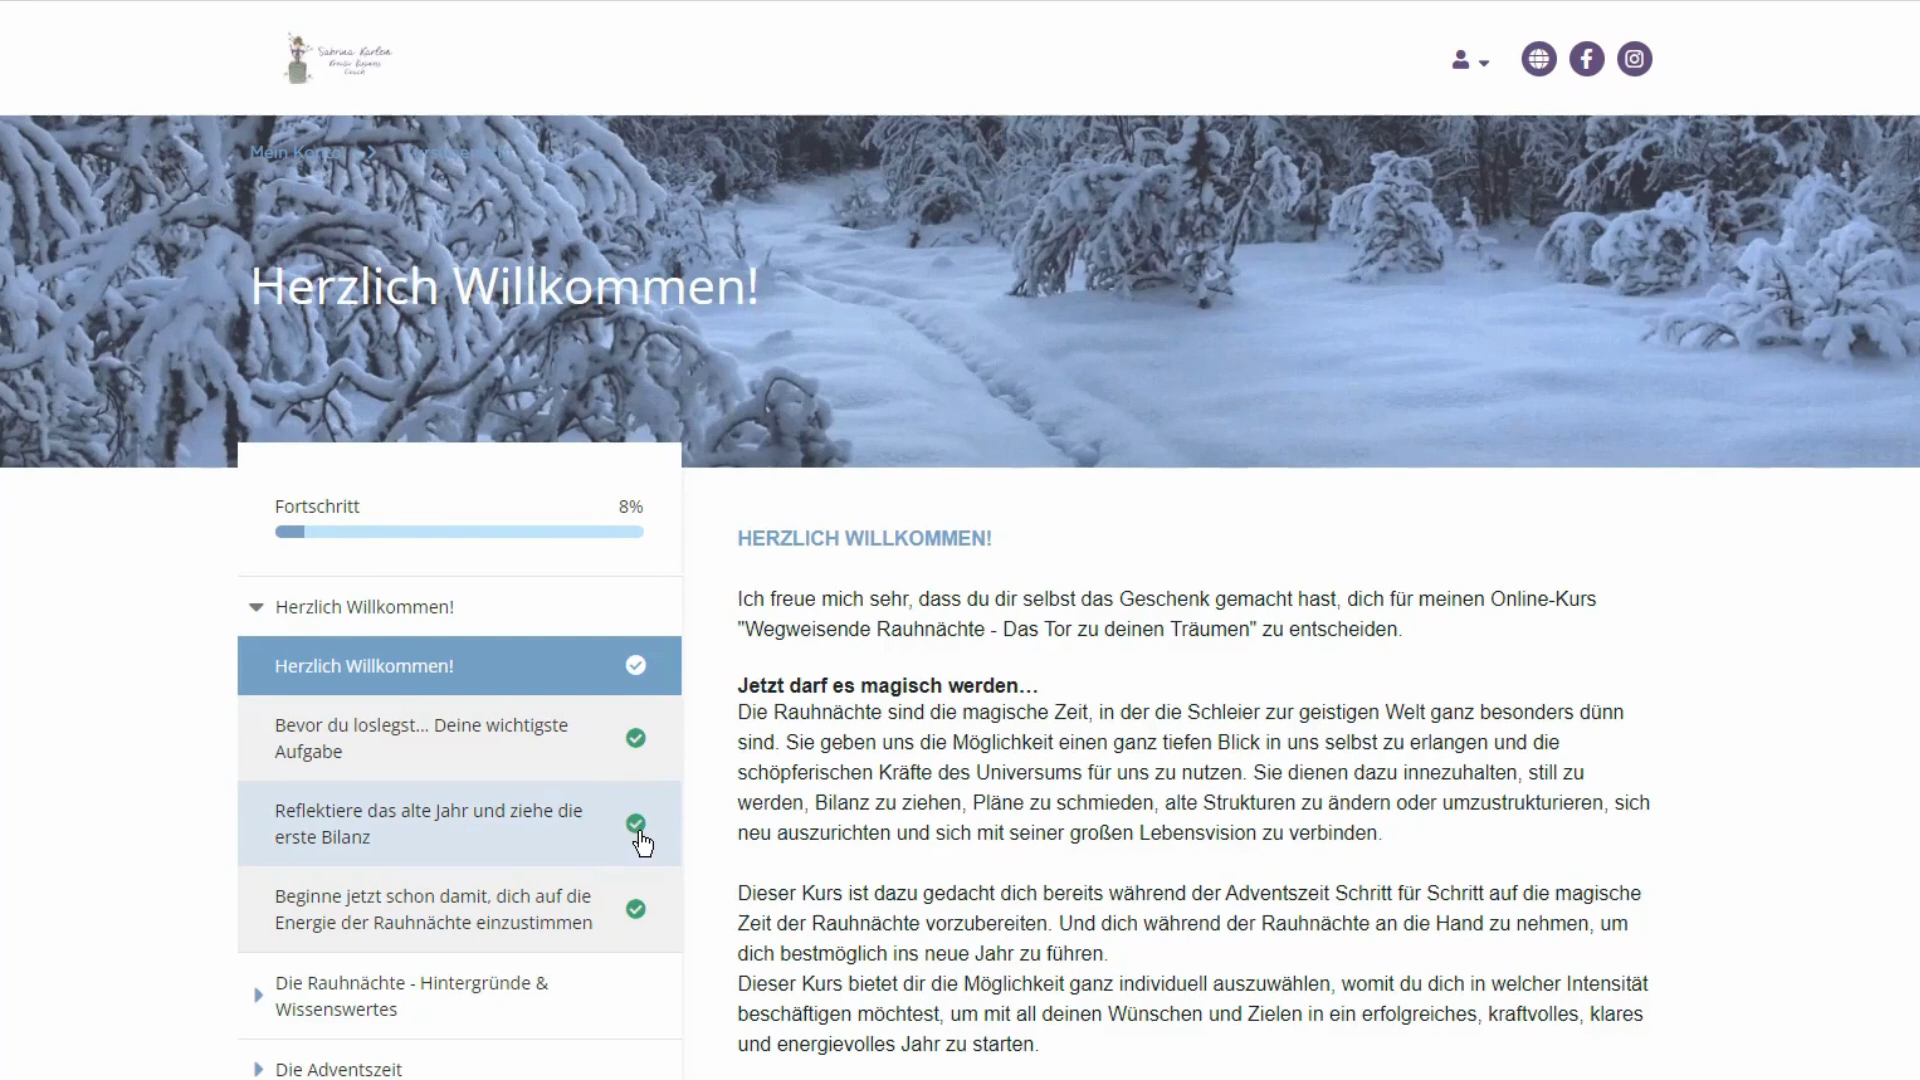 Sabrina Karlein
Coach
Mein Konto
Herzlich Willkommen!
Fortschritt 8%
Herzlich Willkommen!
Herzlich Willkommen!
Bevor du loslegst... Deine wichtigste
Aufgabe
Reflektiere das alte Jahr und ziehe die
erste Bilanz
Beginne jetzt schon damit, dich auf die
Energie der Rauhnächte einzustimmen
Die Rauhnächte - Hintergründe &
Wissenswertes
Die Adventszeit
HERZLICH WILLKOMMEN!
Ich freue mich sehr, dass du dir selbst das Geschenk gemacht hast, dich für meinen Online-Kurs
"Wegweisende Rauhnächte - Das Tor zu deinen Träumen" zu entscheiden.
Jetzt darf es magisch werden…
Die Rauhnächte sind die magische Zeit, in der die Schleier zur geistigen Welt ganz besonders dünn
sind. Sie geben uns die Möglichkeit einen ganz tiefen Blick in uns selbst zu erlangen und die
schöpferischen Kräfte des Universums für uns zu nutzen. Sie dienen dazu innezuhalten, still zu
werden, Bilanz zu ziehen, Pläne zu schmieden, alte Strukturen zu ändern oder umzustrukturieren, sich
neu auszurichten und sich mit seiner großen Lebensvision zu verbinden.
Dieser Kurs ist dazu gedacht dich bereits während der Adventszeit Schritt für Schritt auf die magische
Zeit der Rauhnächte vorzubereiten. Und dich während der Rauhnächte an die Hand zu nehmen, um
dich bestmöglich ins neue Jahr zu führen.
Dieser Kurs bietet dir die Möglichkeit ganz individuell auszuwählen, womit du dich in welcher Intensität
beschäftigen möchtest, um mit all deinen Wünschen und Zielen in ein erfolgreiches, kraftvolles, klares
und energievolles Jahr zu starten.